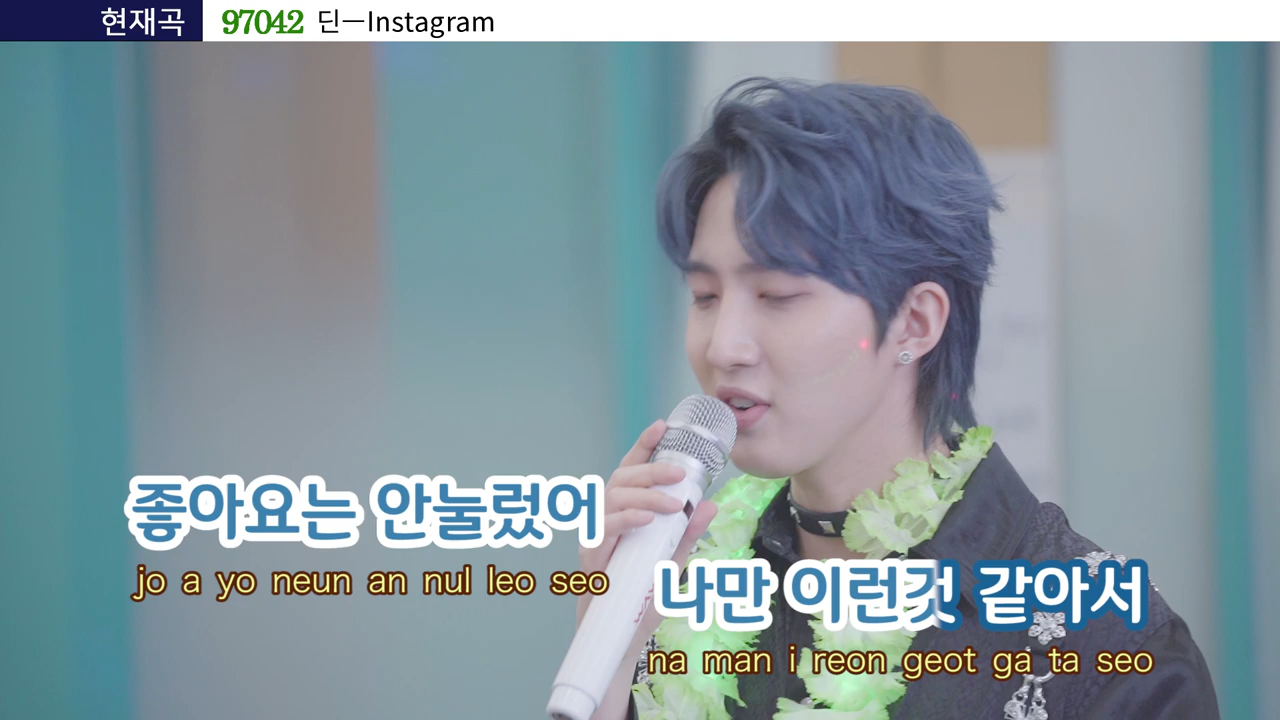 현재곡 97042 딘—Instagram
좋아요는 안눌렀어
jo a yo neun an nul leo seo
나만 이런것 같아서
na man i reon geot ga ta seo